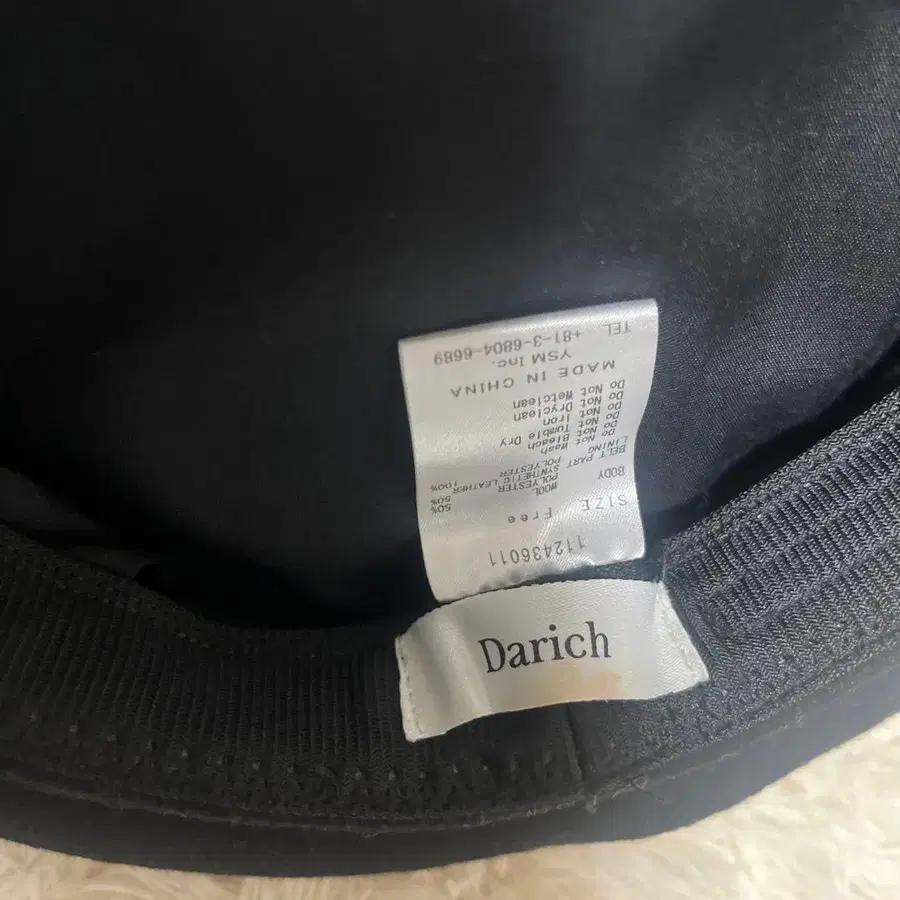 112436011
SIZE Free
BODY WOOL 50%
POLYESTER 50%
BELT PART SYNTHETIC LEATHER
LINING POLYESTER 100%
Do Not Wash
Do Not Bleach
Do Not Tumble Dry
Do Not Iron
Do Not Dryclean
Do Not Wetclean
MADE IN CHINA
YSM Inc.
TEL +81-3-6804-6689
Darich